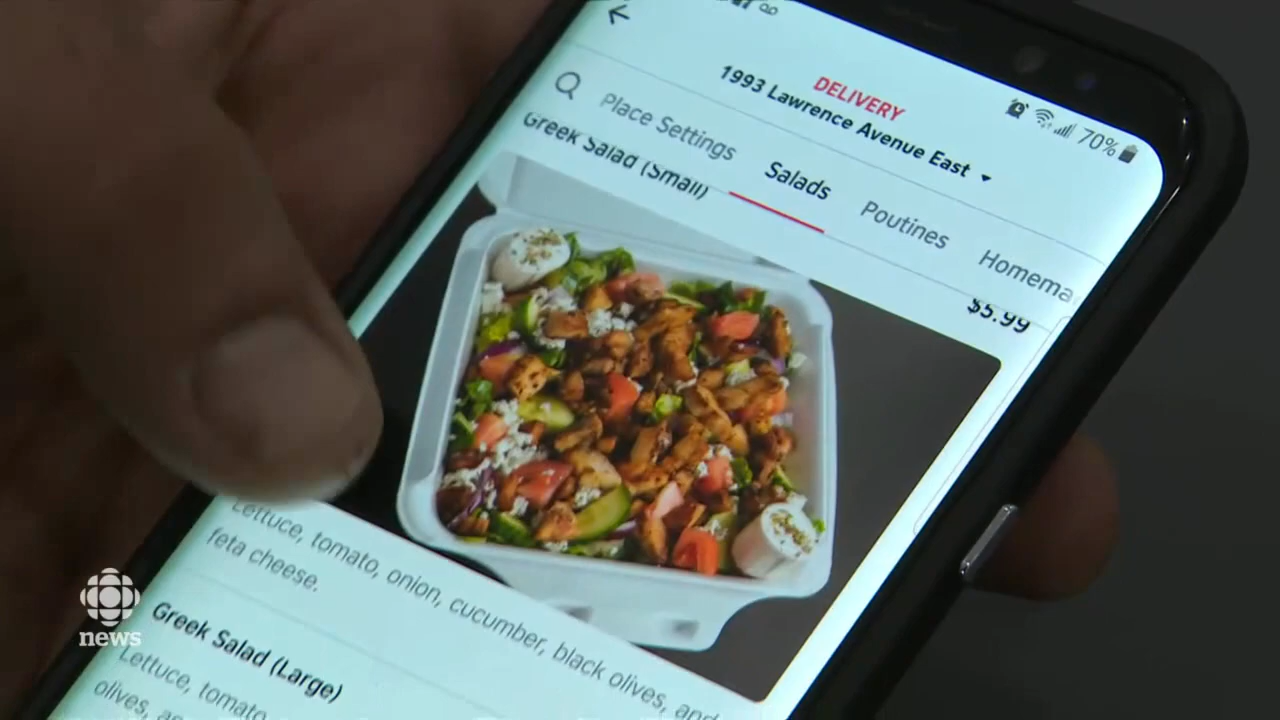 DELIVERY
1993 Lawrence Avenue East
70%
Place Settings
Salads
Poutines
Homema
Greek Salad (Small)
$5.99
Lettuce, tomato, onion, cucumber, black olives, and
feta cheese.
Greek Salad (Large)
Lettuce, tomato
olives, as
news